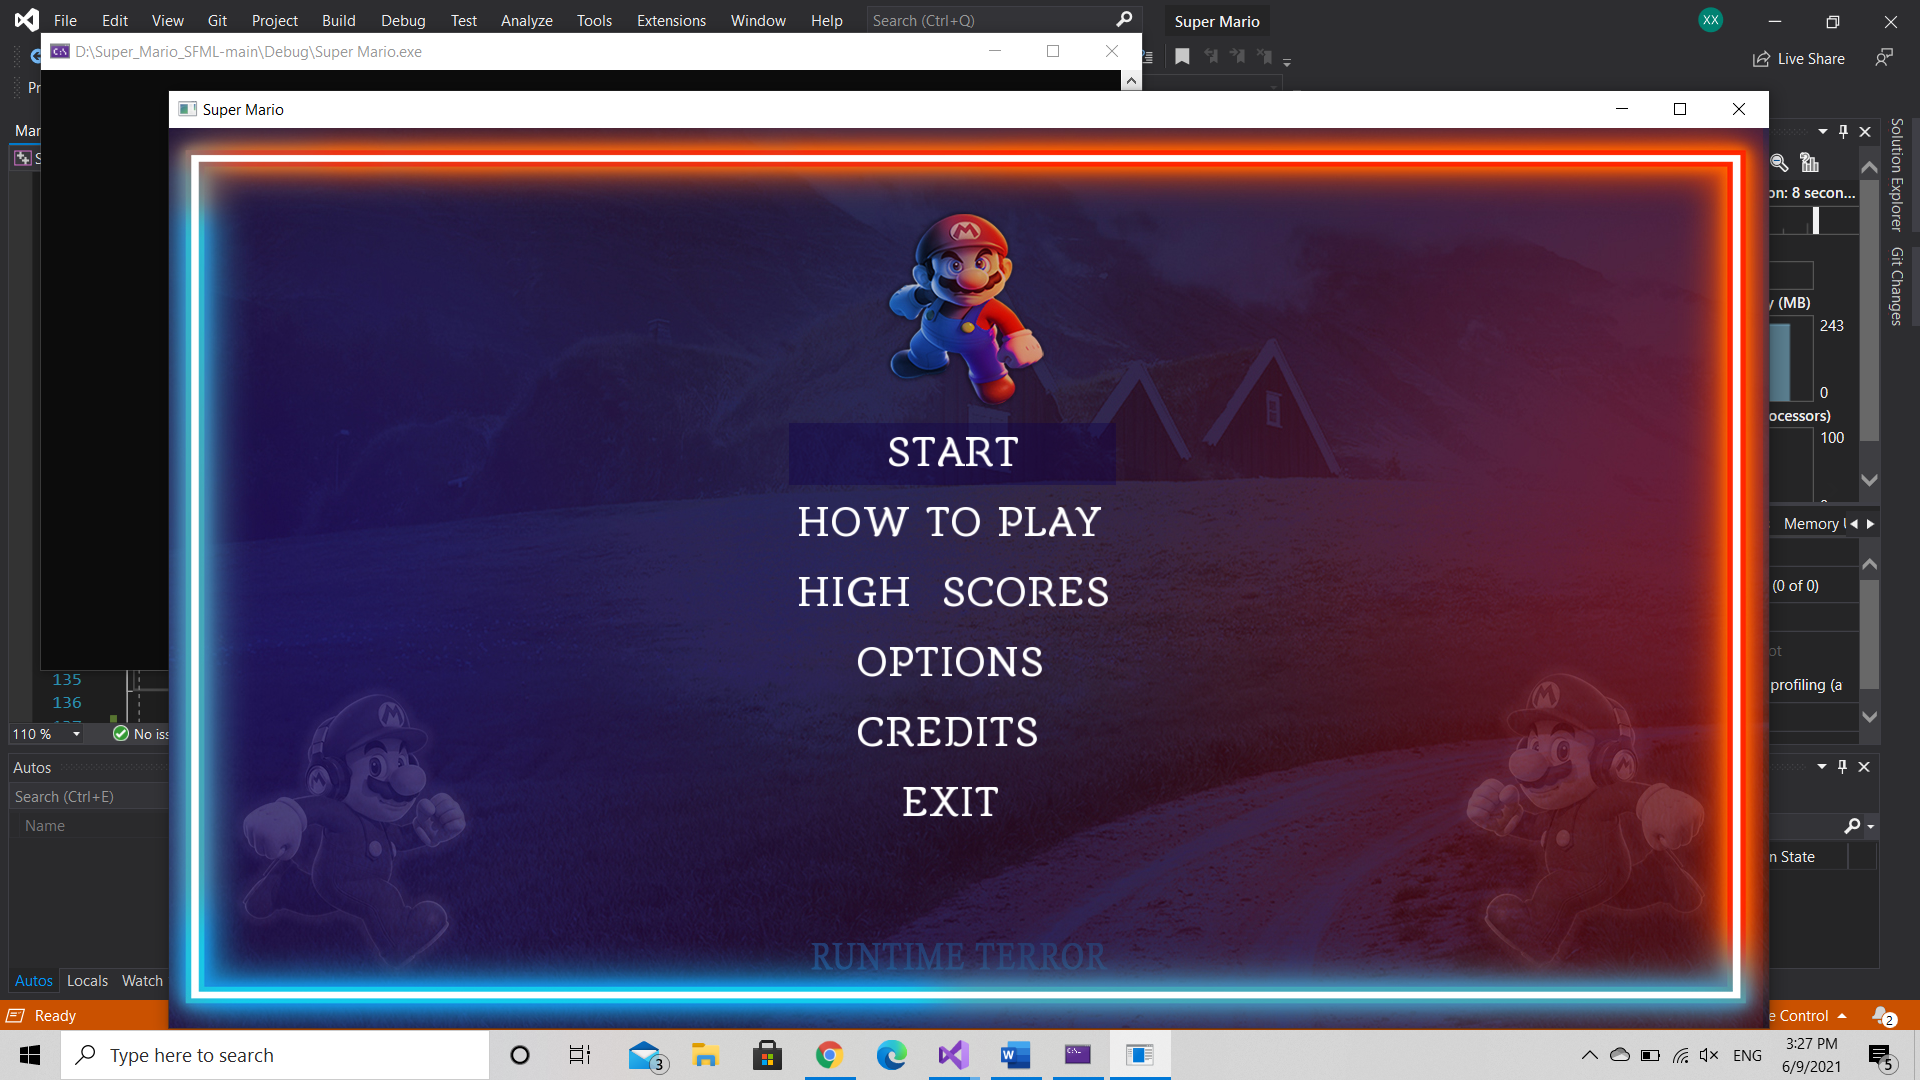 File Edit View Git Project Build Debug Test Analyze Tools Extensions Window Help Search (Ctrl+Q) Super Mario XX
D:\Super_Mario_SFML-main\Debug\Super Mario.exe
Live Share
Super Mario
Solution Explorer
Git Changes
on: 8 secon...
(MB)
243
0
ocessors)
100
START
HOW TO PLAY
HIGH SCORES
OPTIONS
CREDITS
EXIT
RUNTIME TERROR
Memory
(0 of 0)
profiling (a
135
136
110 % No iss
Autos
Search (Ctrl+E)
Name
n State
Autos Locals Watch
Ready
e Control 2
Type here to search
3
ENG
3:27 PM
6/9/2021
5